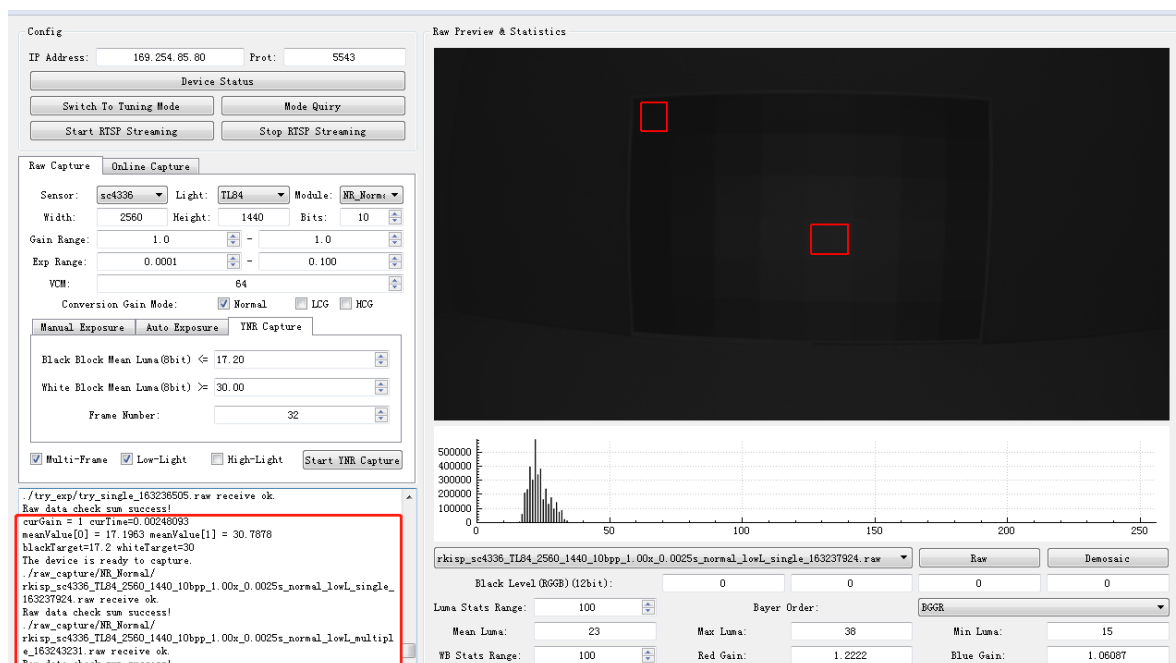 Config
IP Address: 169.254.85.80 Prot: 5543
Device Status
Switch To Tuning Mode Mode Quiry
Start RTSP Streaming Stop RTSP Streaming
Raw Capture Online Capture
Sensor: sc4336 Light: TL84 Module: NR_Norma
Width: 2560 Height: 1440 Bits: 10
Gain Range: 1.0 - 1.0
Exp Range: 0.0001 - 0.100
VCM: 64
Conversion Gain Mode: Normal LCG HCG
Manual Exposure Auto Exposure YNR Capture
Black Block Mean Luma(8bit) <= 17.20
White Block Mean Luma(8bit) >= 30.00
Frame Number: 32
Multi-Frame Low-Light High-Light Start YNR Capture
./try_exp/try_single_163236505.raw receive ok.
Raw data check sum success!
curGain = 1 curTime=0.00248093
meanValue[0] = 17.1963 meanValue[1] = 30.7878
blackTarget=17.2 whiteTarget=30
The device is ready to capture.
./raw_capture/NR_Normal/
rkisp_sc4336_TL84_2560_1440_10bpp_1.00x_0.0025s_normal_lowL_single_
163237924.raw receive ok.
Raw data check sum success!
./raw_capture/NR_Normal/
rkisp_sc4336_TL84_2560_1440_10bpp_1.00x_0.0025s_normal_lowL_multipl
e_163243231.raw receive ok.
Raw data check sum success!
Raw Preview & Statistics
500000
400000
300000
200000
100000
0
0 50 100 150 200 250
rkisp_sc4336_TL84_2560_1440_10bpp_1.00x_0.0025s_normal_lowL_single_163237924.raw Raw Demosaic
Black Level(RGGB)(12bit): 0 0 0 0
Luma Stats Range: 100 Bayer Order: BGGR
Mean Luma: 23 Max Luma: 38 Min Luma: 15
WB Stats Range: 100 Red Gain: 1.2222 Blue Gain: 1.06087